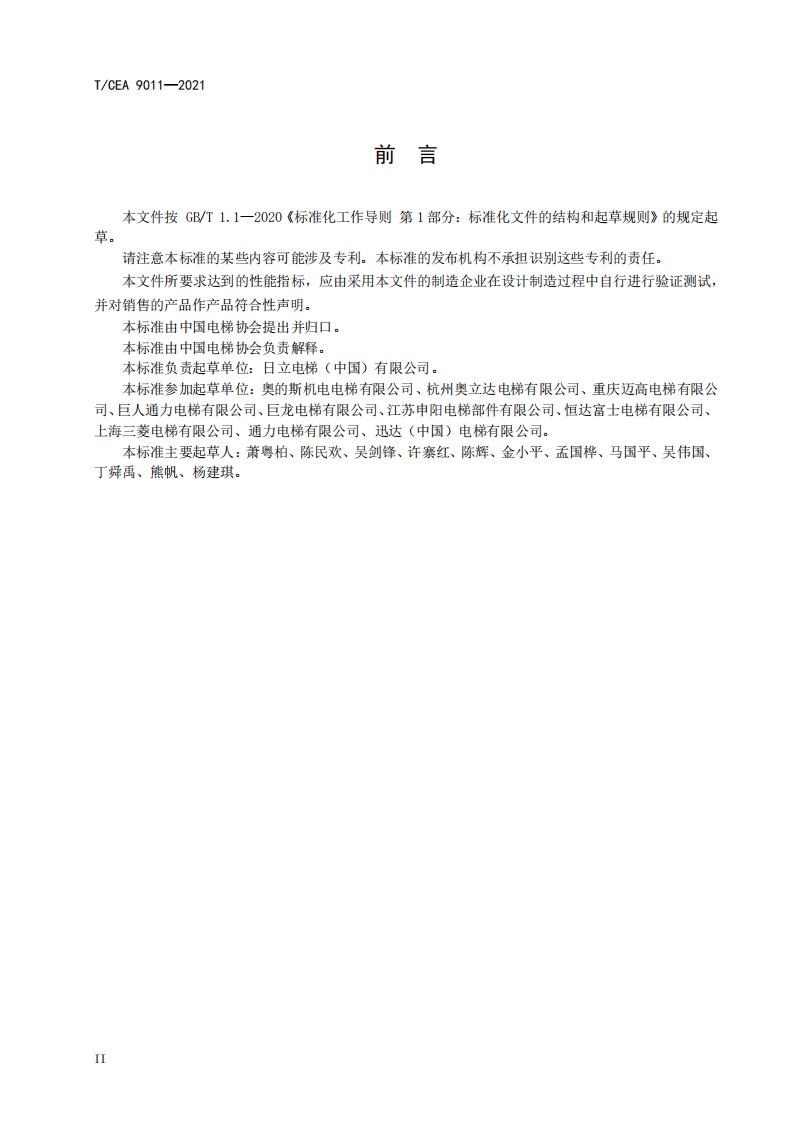 T/CEA 9011—2021
前 言
本文件按 GB/T 1.1—2020《标准化工作导则 第 1 部分：标准化文件的结构和起草规则》的规定起
草。
请注意本标准的某些内容可能涉及专利。本标准的发布机构不承担识别这些专利的责任。
本文件所要求达到的性能指标，应由采用本文件的制造企业在设计制造过程中自行进行验证测试，
并对销售的产品作产品符合性声明。
本标准由中国电梯协会提出并归口。
本标准由中国电梯协会负责解释。
本标准负责起草单位：日立电梯（中国）有限公司。
本标准参加起草单位：奥的斯机电电梯有限公司、杭州奥立达电梯有限公司、重庆迈高电梯有限公
司、巨人通力电梯有限公司、巨龙电梯有限公司、江苏申阳电梯部件有限公司、恒达富士电梯有限公司、
上海三菱电梯有限公司、通力电梯有限公司、迅达（中国）电梯有限公司。
本标准主要起草人：萧粤柏、陈民欢、吴剑锋、许寨红、陈辉、金小平、孟国桦、马国平、吴伟国、
丁舜禹、熊帆、杨建琪。
II